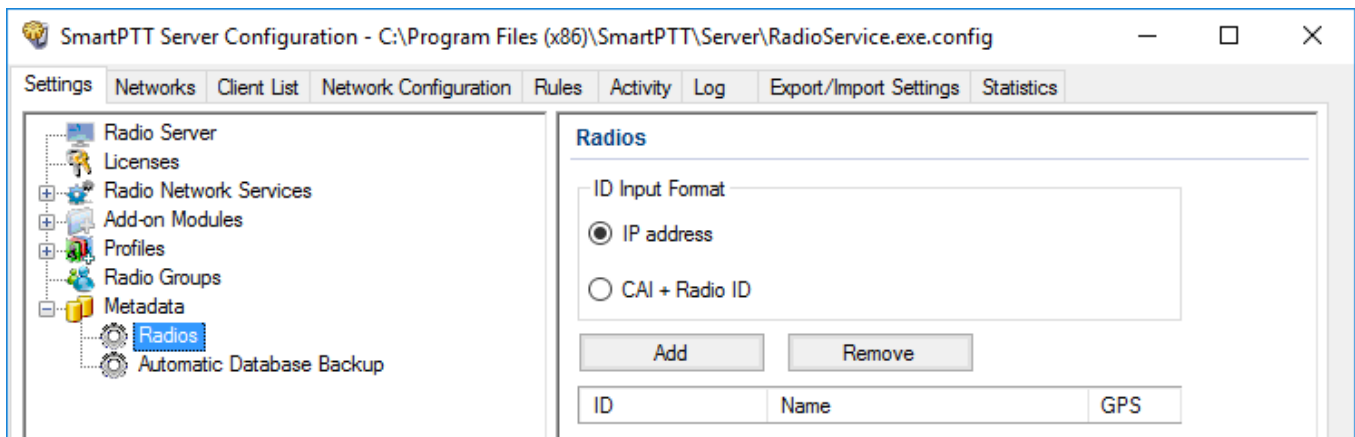 SmartPTT Server Configuration - C:\Program Files (x86)\SmartPTT\Server\RadioService.exe.config
Settings Networks Client List Network Configuration Rules Activity Log Export/Import Settings Statistics
Radio Server
Licenses
Radio Network Services
Add-on Modules
Profiles
Radio Groups
Metadata
Radios
Automatic Database Backup
Radios
ID Input Format
IP address
CAI + Radio ID
Add Remove
ID Name GPS